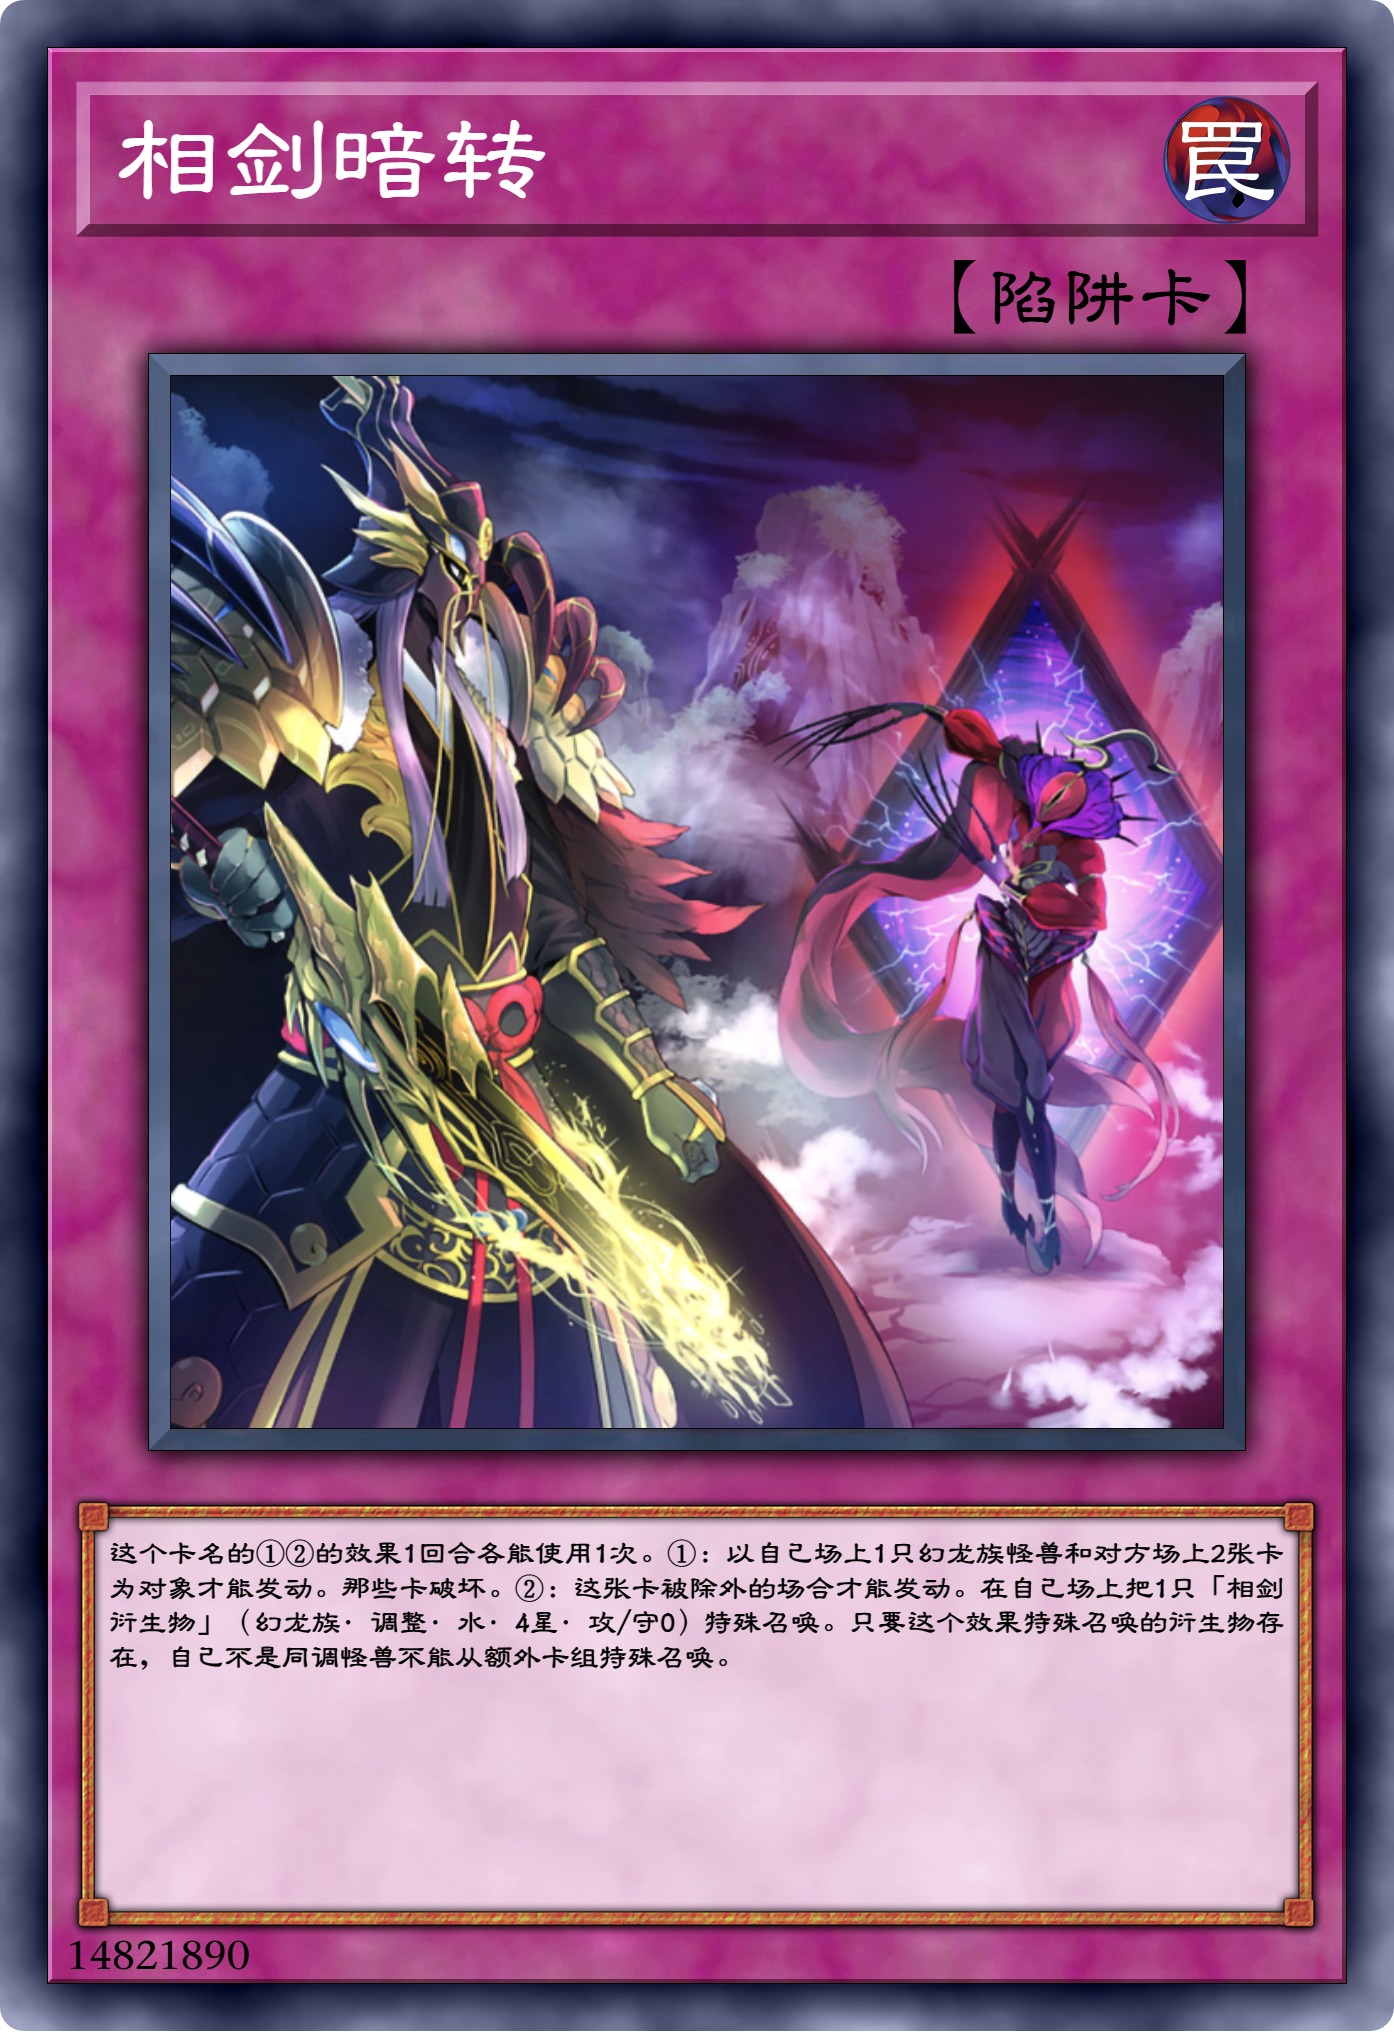 相剑暗转
罠
【陷阱卡】
这个卡名的①②的效果1回合各能使用1次。①：以自己场上1只幻龙族怪兽和对方场上2张卡
为对象才能发动。那些卡破坏。②：这张卡被除外的场合才能发动。在自己场上把1只「相剑
衍生物」（幻龙族·调整·水·4星·攻/守0）特殊召唤。只要这个效果特殊召唤的衍生物存
在，自己不是同调怪兽不能从额外卡组特殊召唤。
14821890